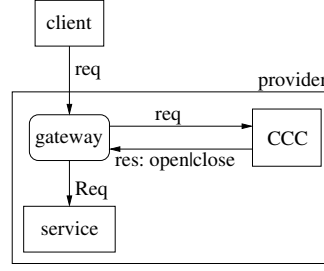 client
req
provider
gateway
req
CCC
res: open|close
Req
service